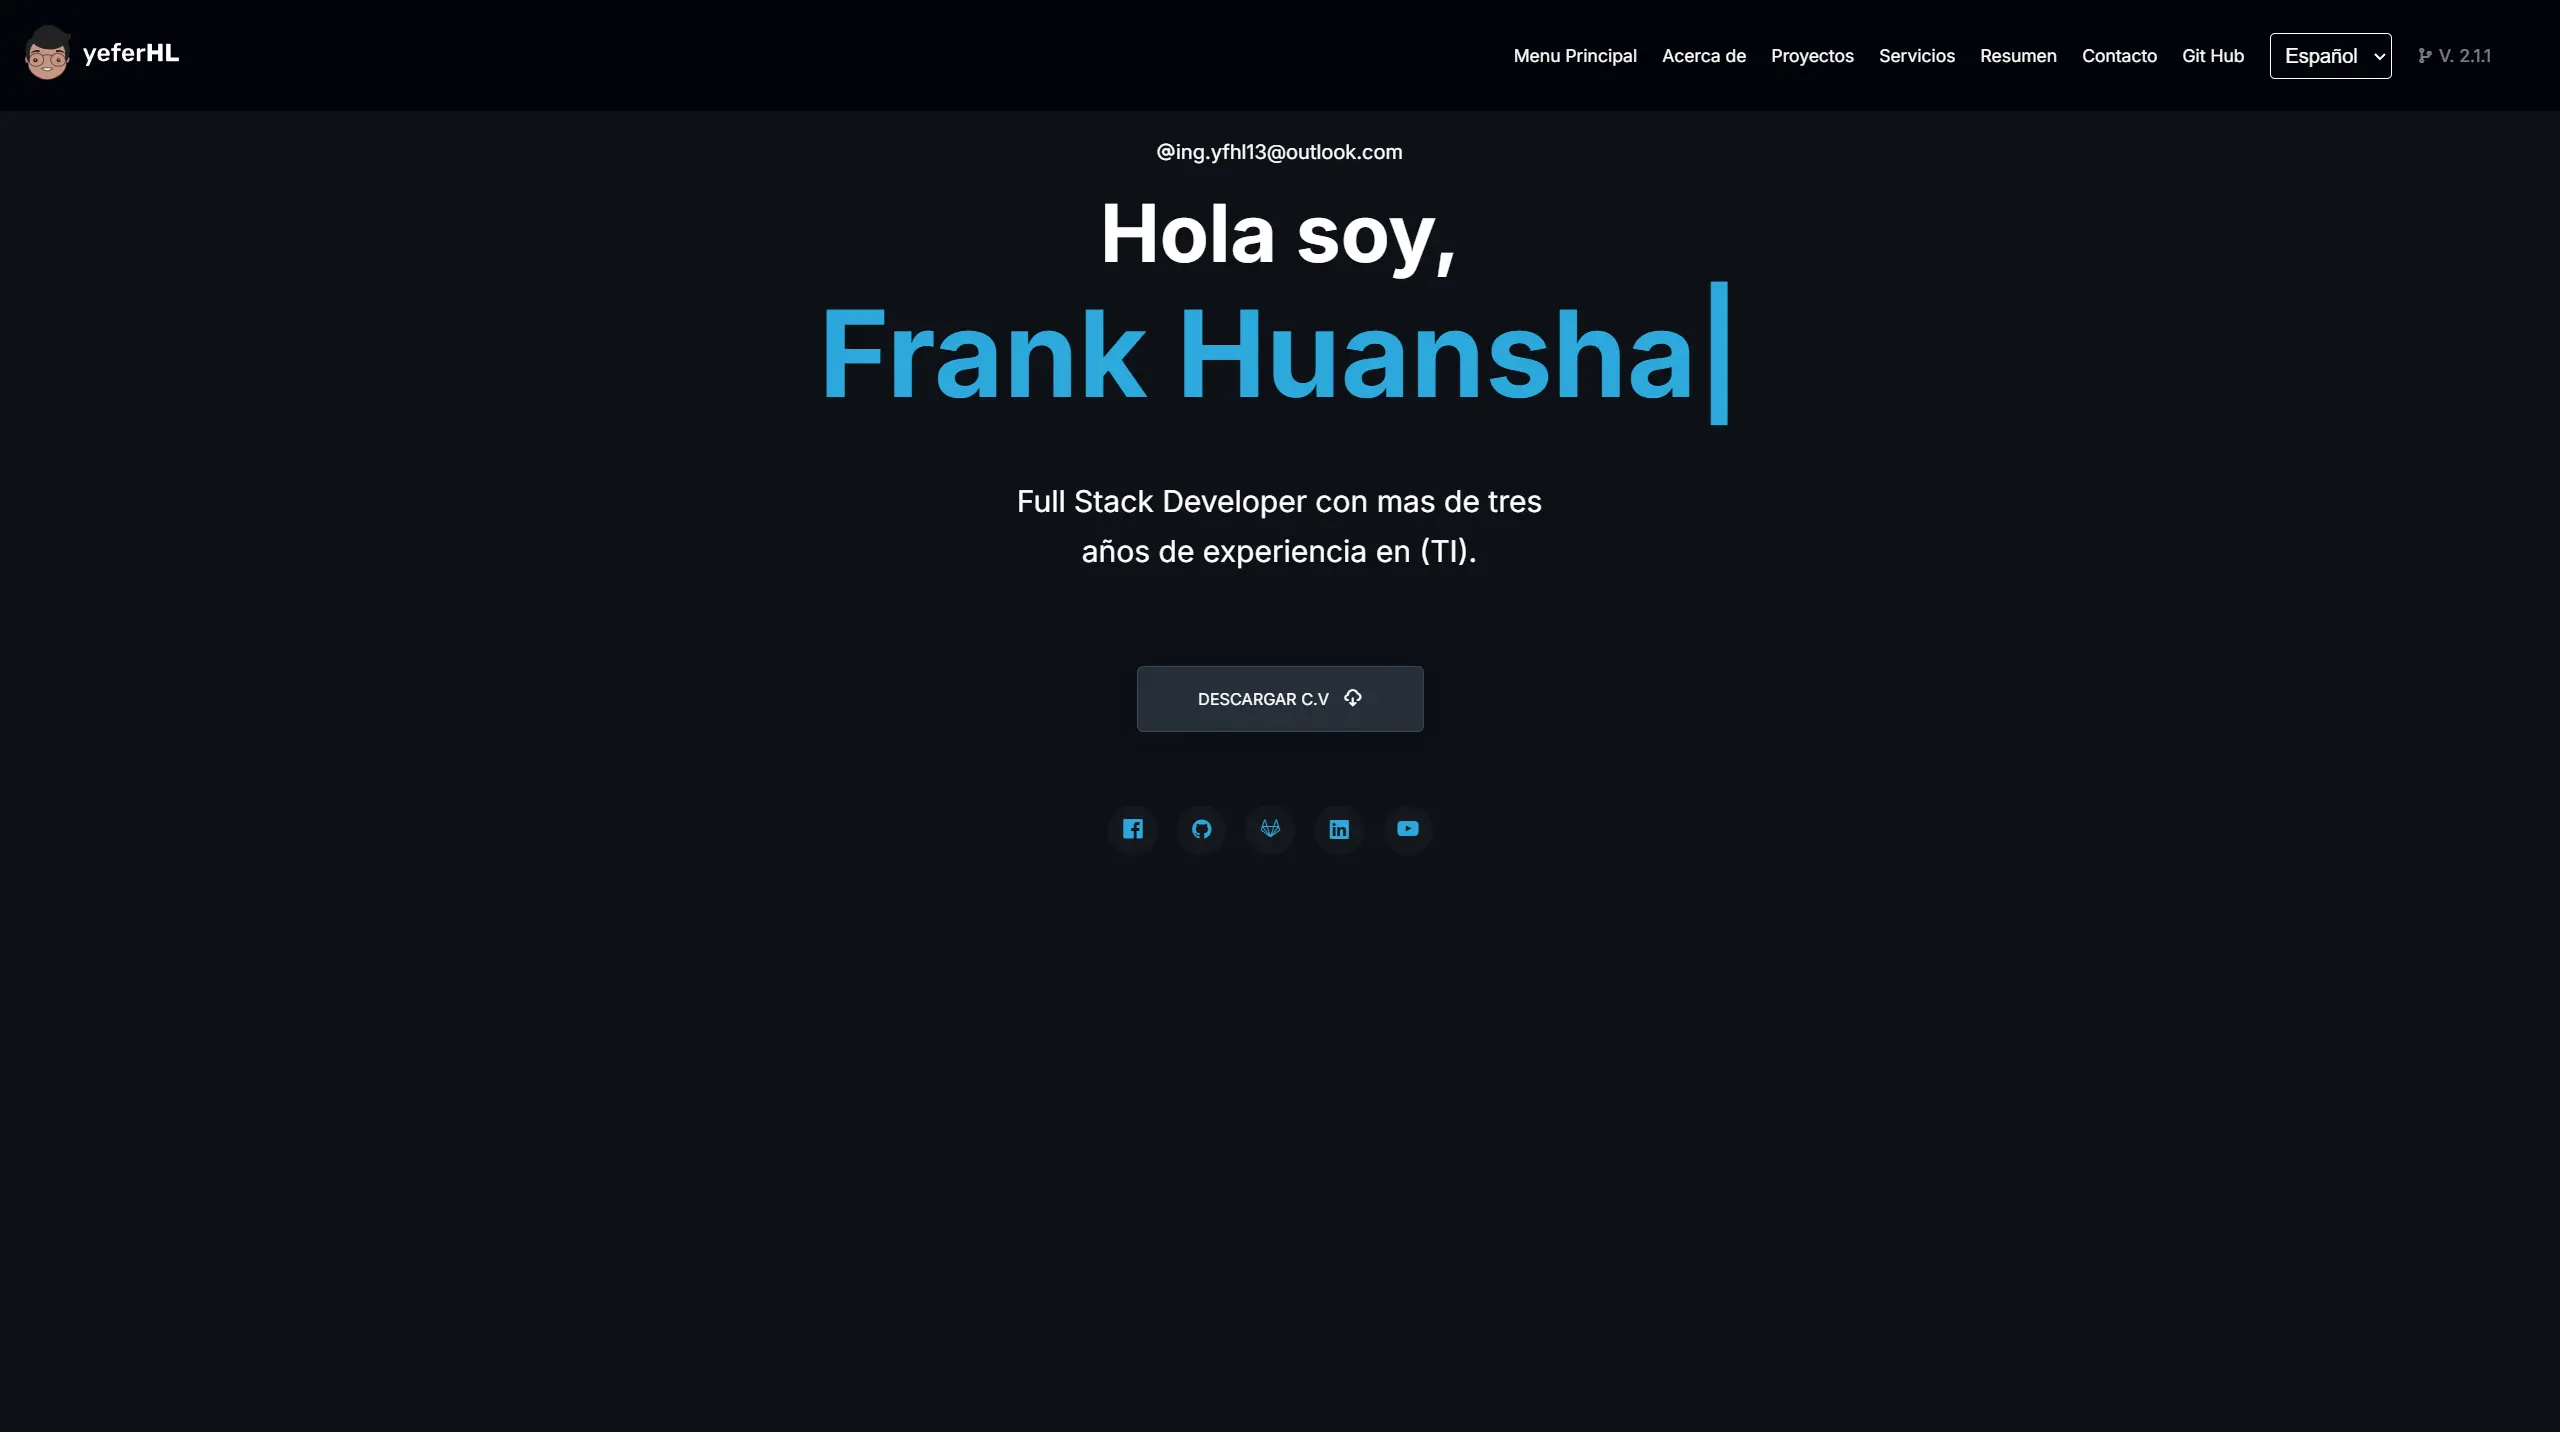 yeferHL
Menu Principal Acerca de Proyectos Servicios Resumen Contacto Git Hub Español V. 2.1.1
@ing.yfhl13@outlook.com
Hola soy,
Frank Huansha
Full Stack Developer con mas de tres
años de experiencia en (TI).
DESCARGAR C.V